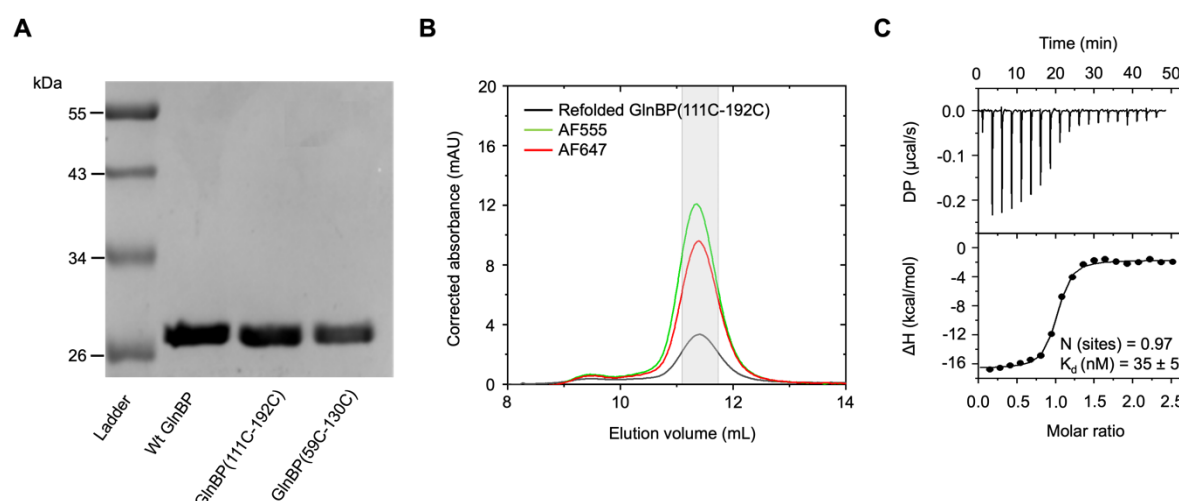 A
kDa
55
43
34
26
Ladder
Wt GlnBP
GlnBP(111C-192C)
GlnBP(59C-130C)
B
Corrected absorbance (mAU)
20
16
12
8
4
0
Refolded GlnBP(111C-192C)
AF555
AF647
8 10 12 14
Elution volume (mL)
C
Time (min)
0 10 20 30 40 50
DP (µcal/s)
0.0
-0.1
-0.2
ΔH (kcal/mol)
0
-4
-8
-12
-16
N (sites) = 0.97
Kd (nM) = 35 ± 5
0.0 0.5 1.0 1.5 2.0 2.5
Molar ratio